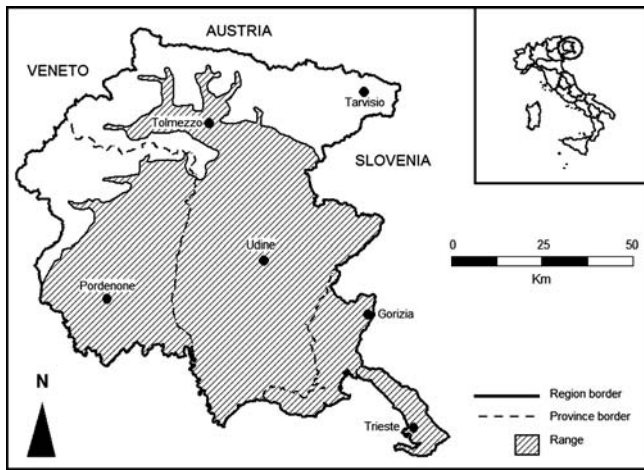 AUSTRIA
VENETO
Tarvisio
Tolmezzo
SLOVENIA
Udine
0 25 50
Km
Pordenone
Gorizia
N
Region border
Province border
Trieste
Range